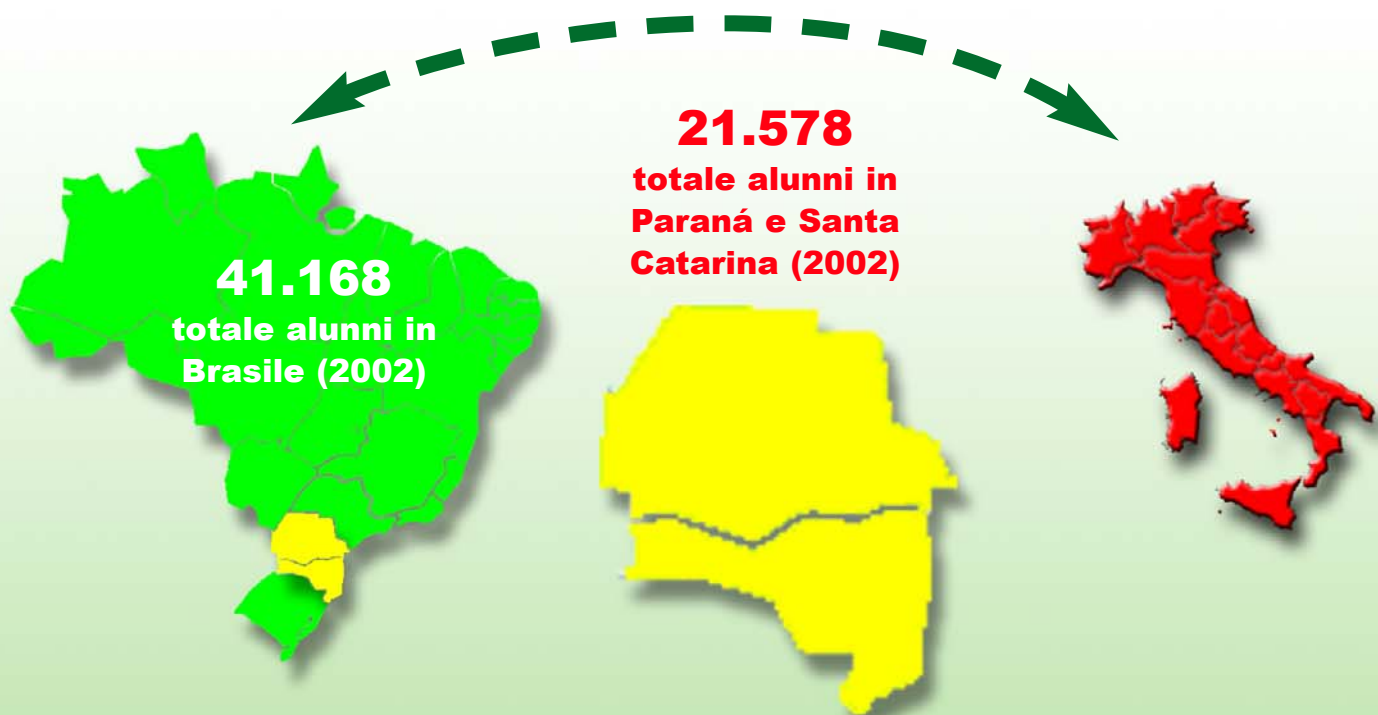 41.168
totale alunni in
Brasile (2002)
21.578
totale alunni in
Paraná e Santa
Catarina (2002)